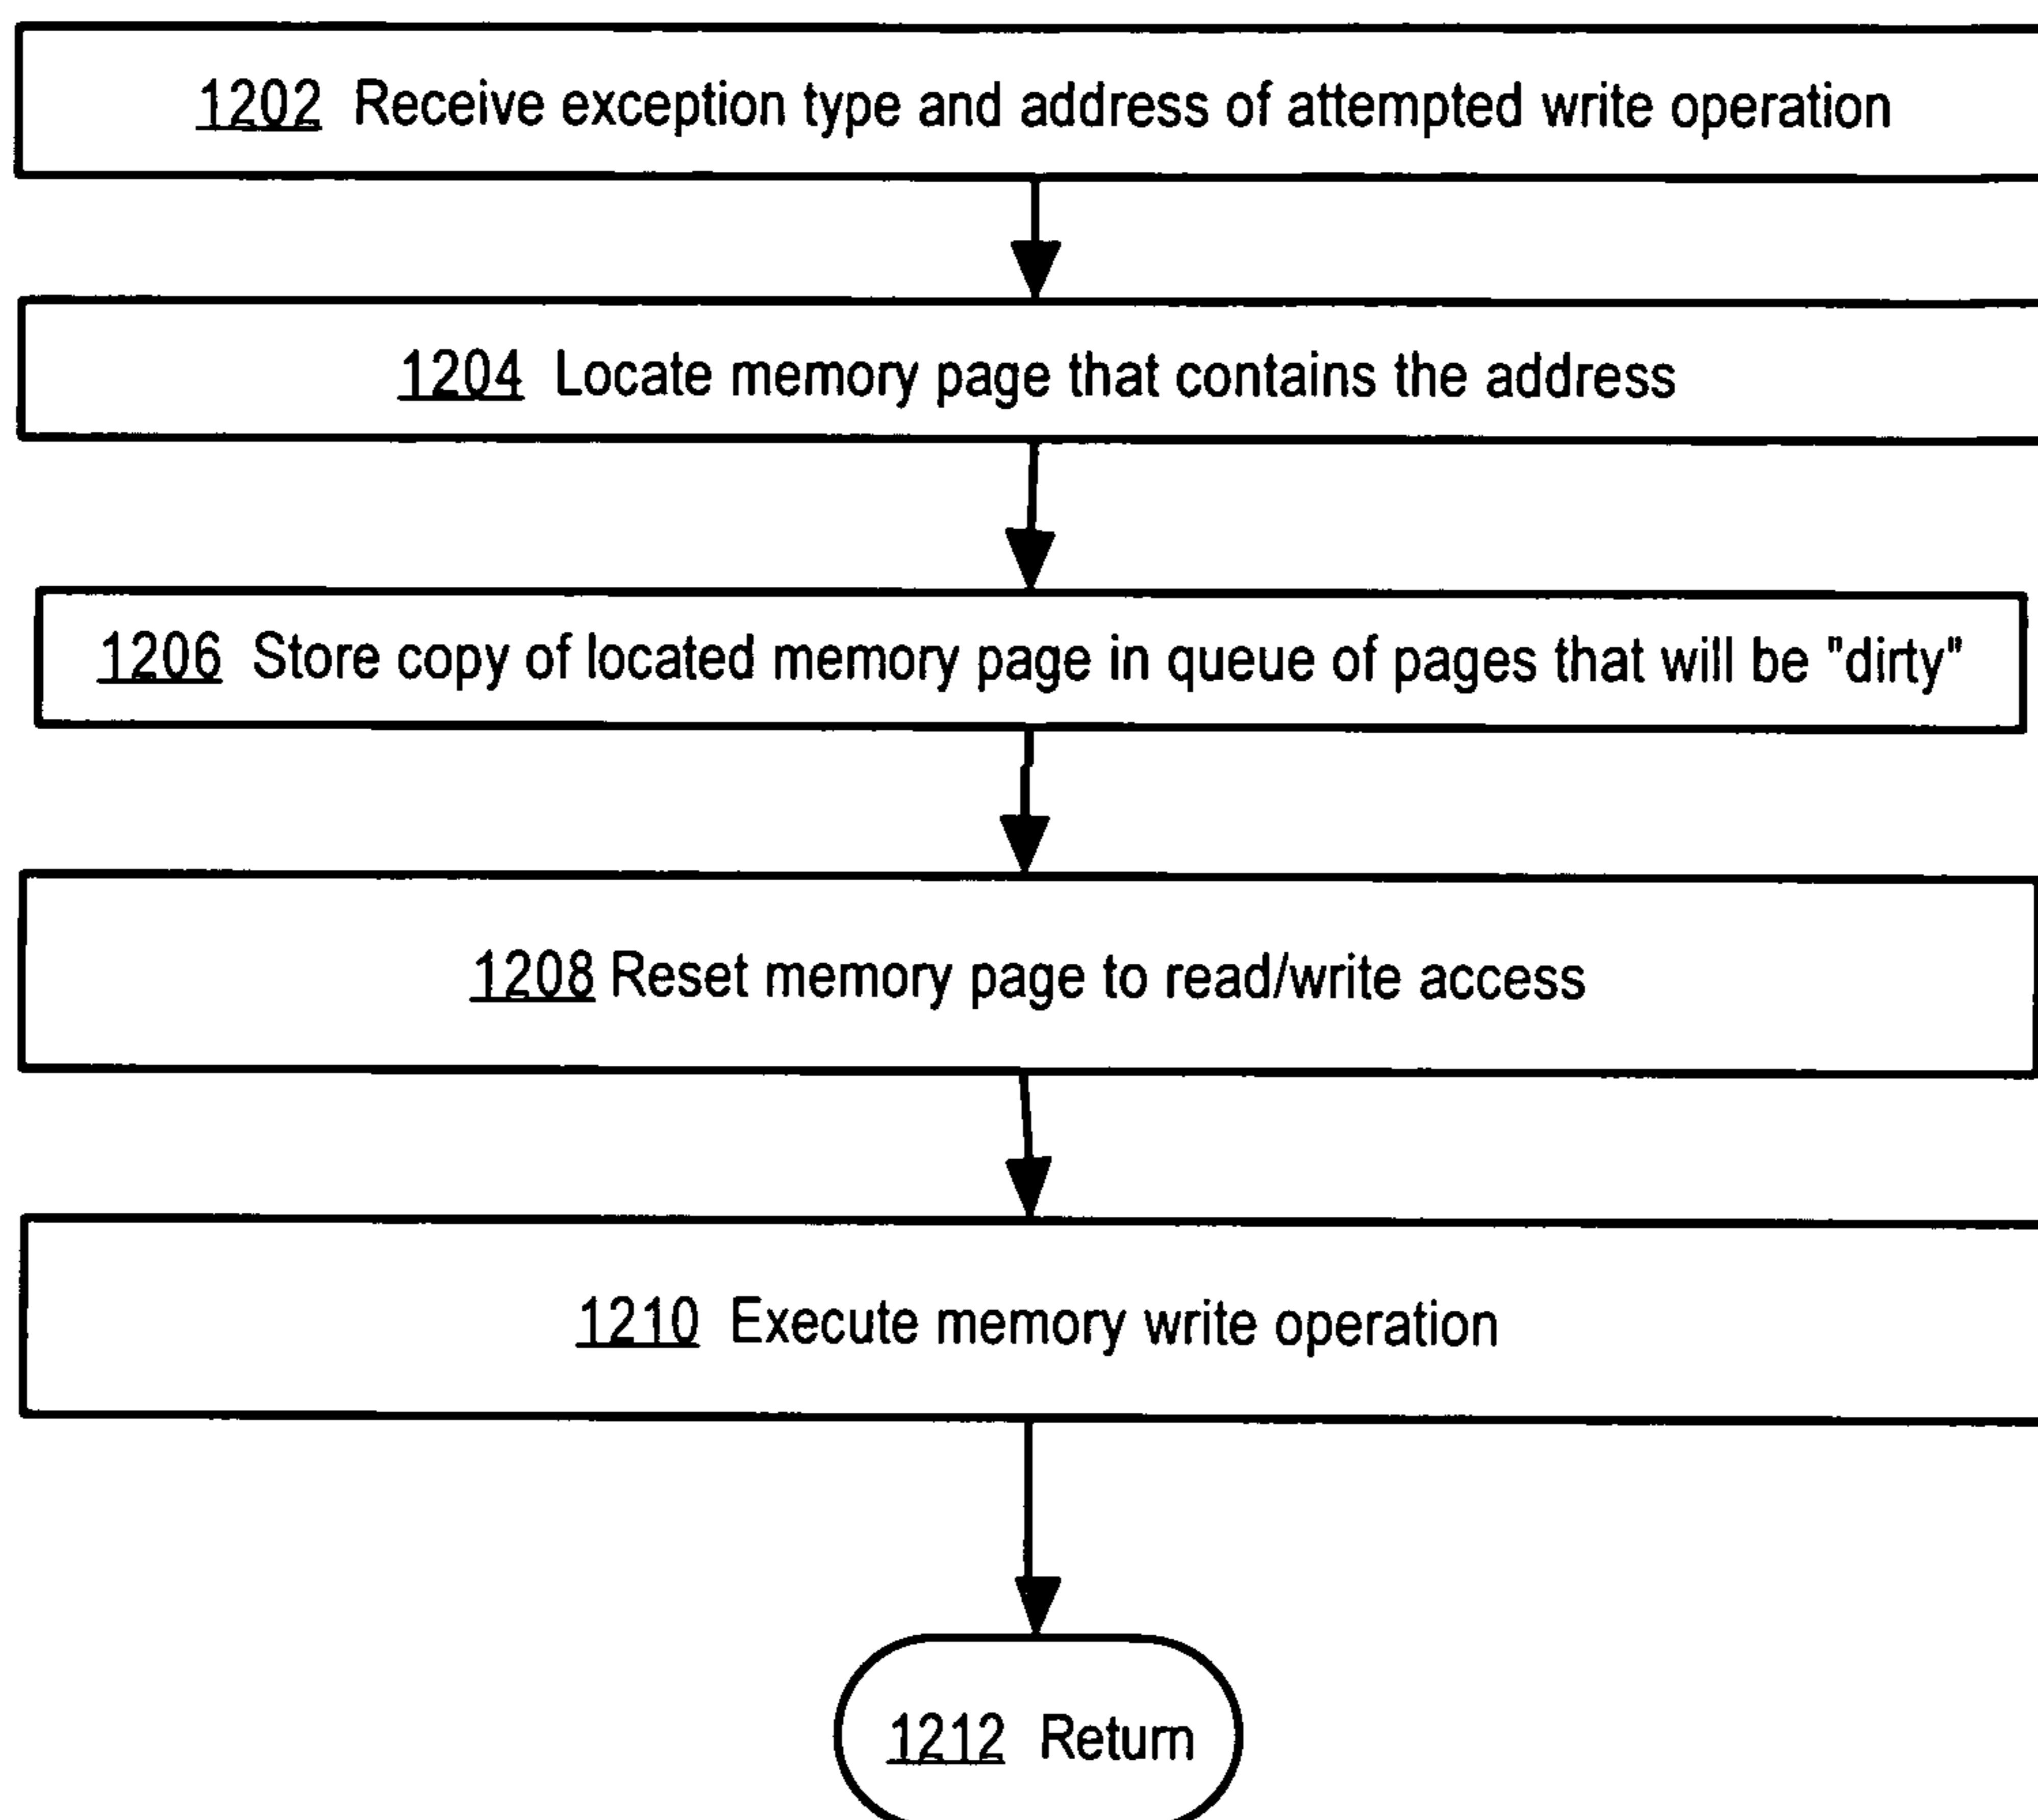 1202 Receive exception type and address of attempted write operation
1204 Locate memory page that contains the address
1206 Store copy of located memory page in queue of pages that will be "dirty"
1208 Reset memory page to read/write access
1210 Execute memory write operation
1212 Return